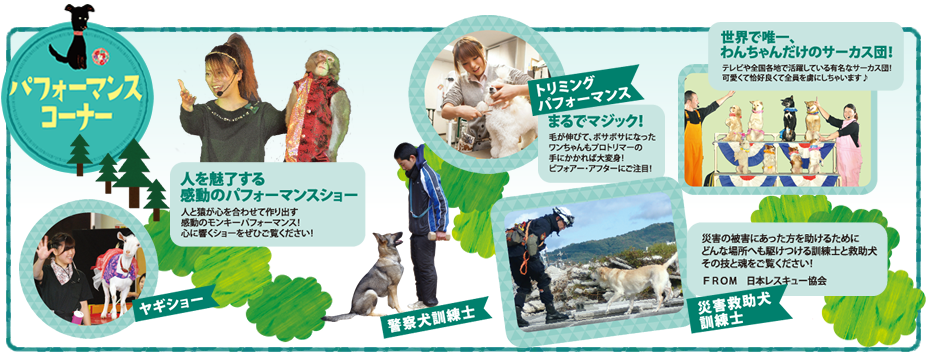 パフォーマンス
コーナー
人を魅了する
感動のパフォーマンスショー
人と猿が心を合わせて作り出す
感動のモンキーパフォーマンス!
心に響くショーをぜひご覧ください!
ヤギショー
警察犬訓練士
トリミング
パフォーマンス
まるでマジック!
毛が伸びて、ボサボサになった
ワンちゃんもプロトリマーの
手にかかれば大変身!
ビフォアー・アフターにご注目!
世界で唯一、
わんちゃんだけのサーカス団!
テレビや全国各地で活躍している有名なサーカス団!
可愛くて恰好良くて全員を虜にしちゃいます♪
災害の被害にあった方を助けるために
どんな場所へも駆けつける訓練士と救助犬
その技と魂をご覧ください!
FROM 日本レスキュー協会
災害救助犬
訓練士